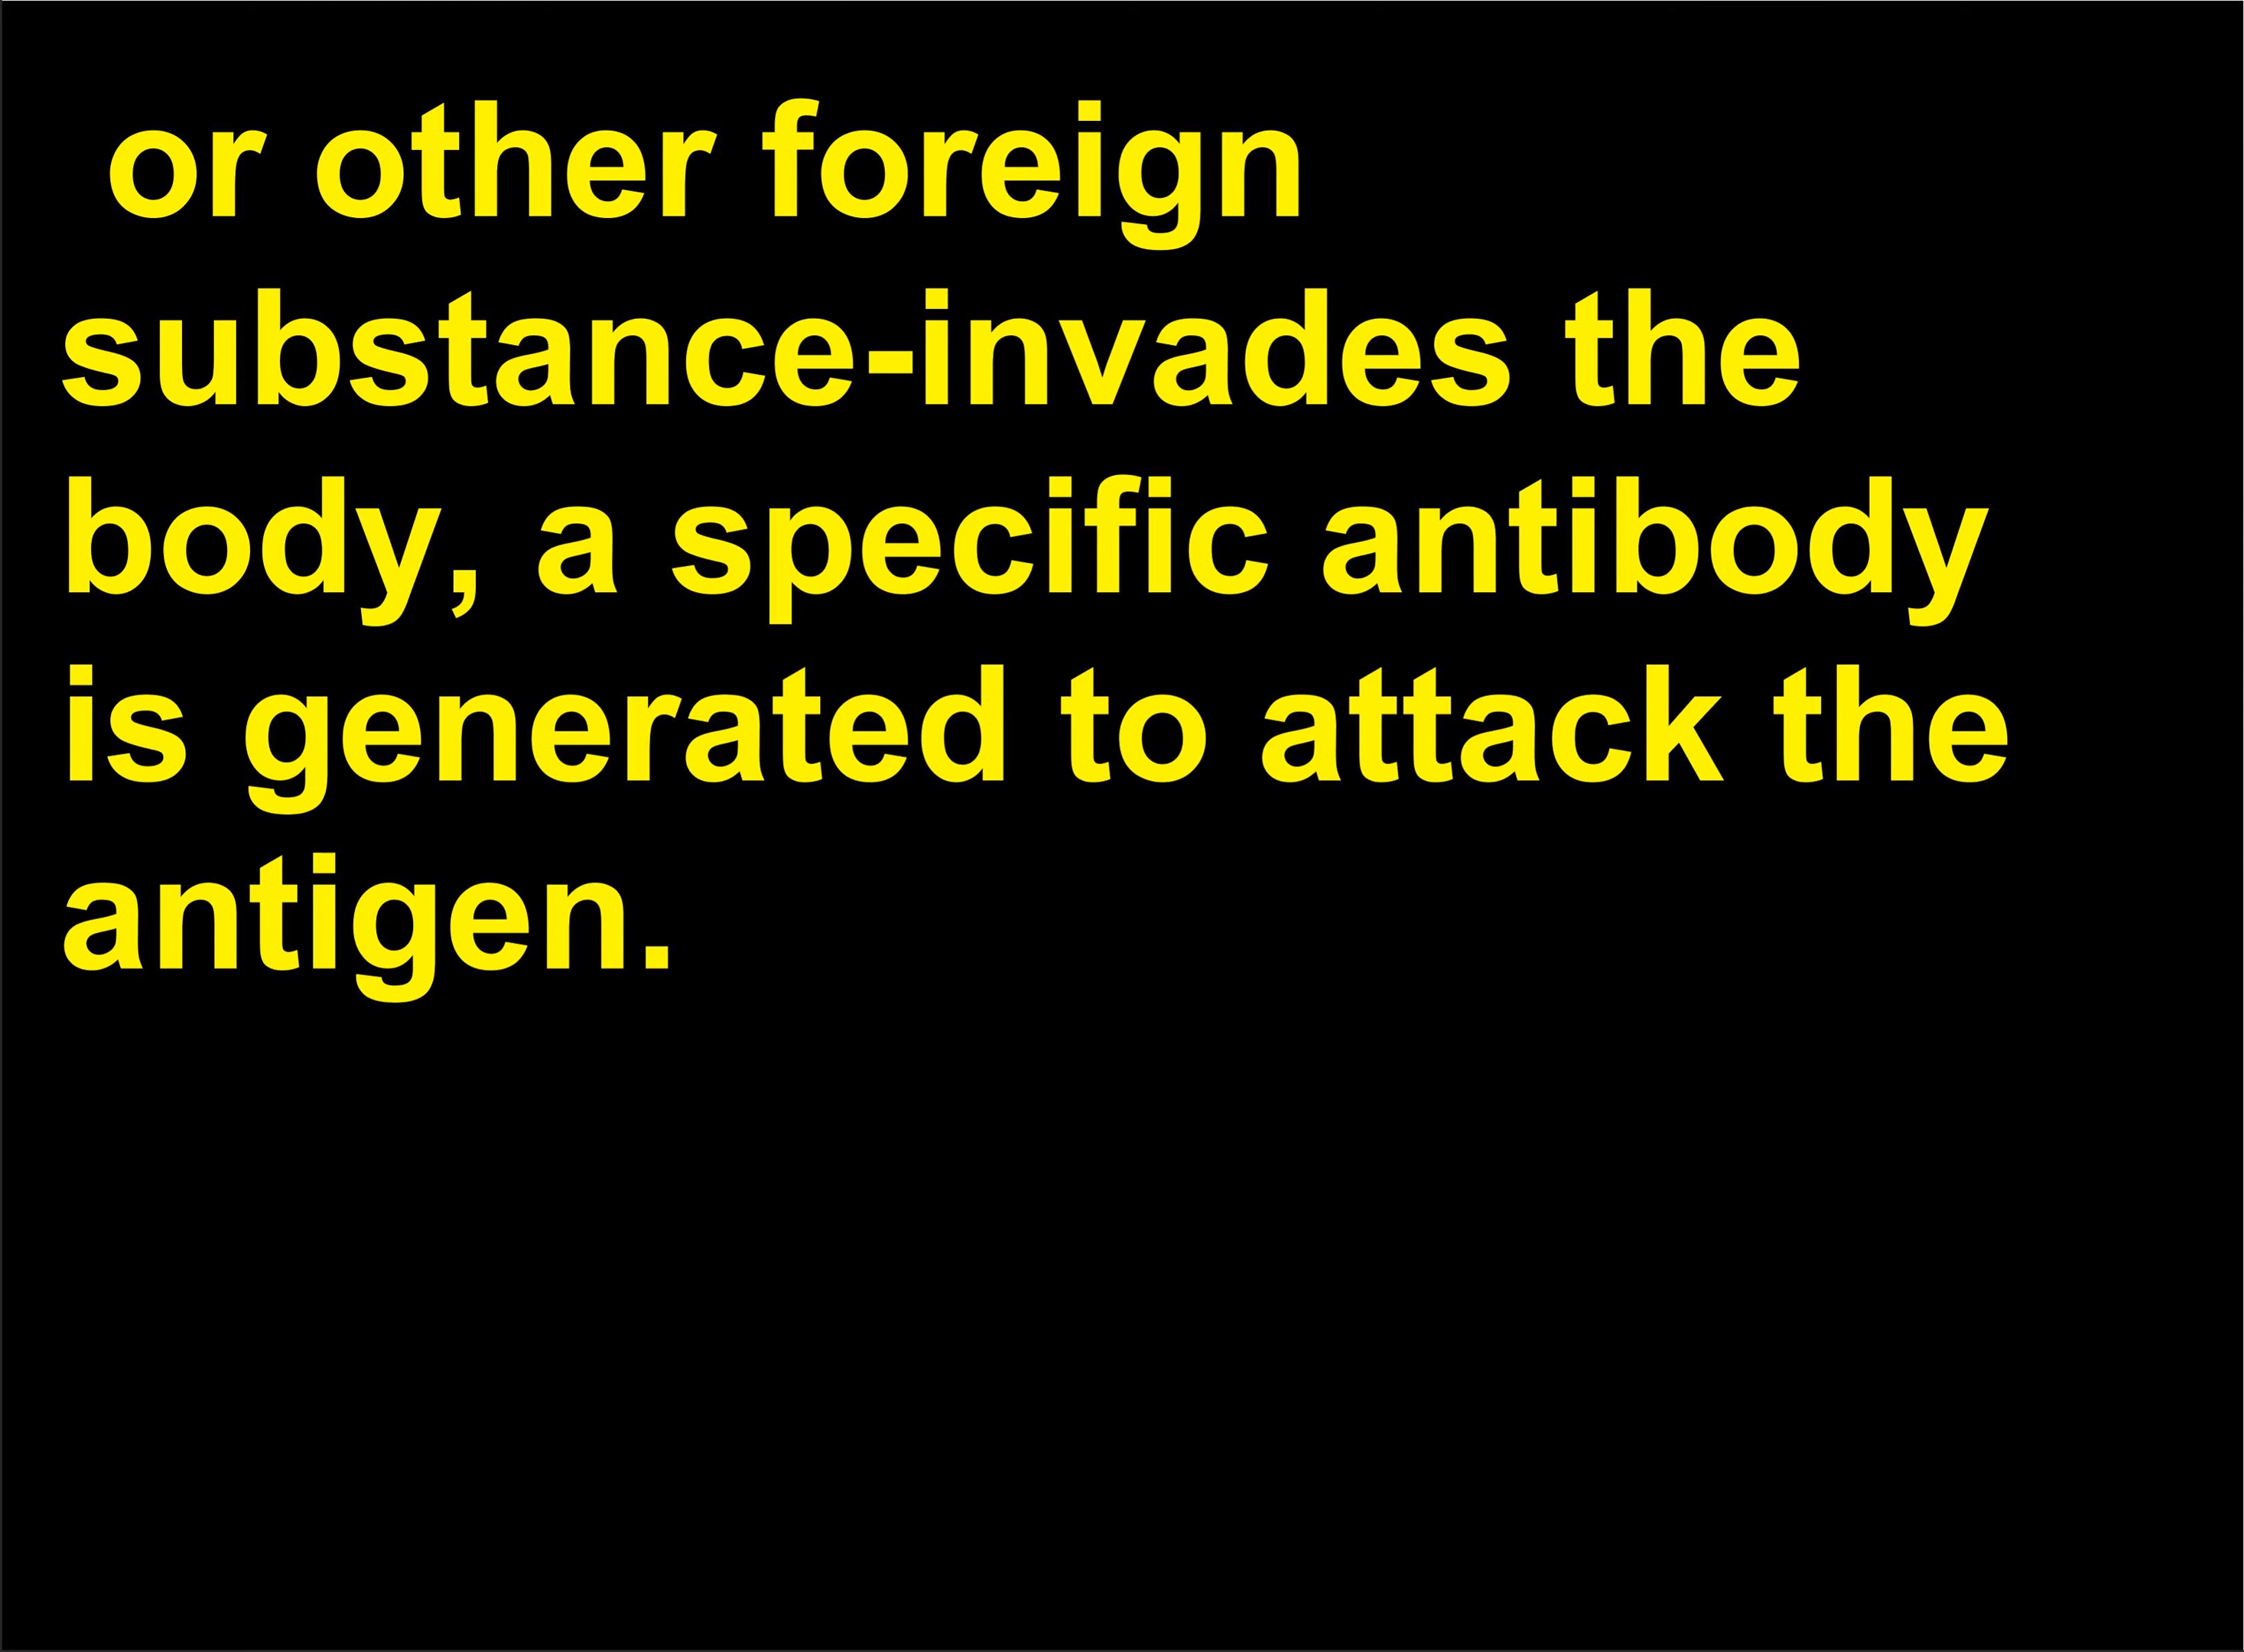 or other foreign
substance-invades the
body, a specific antibody
is generated to attack the
antigen.